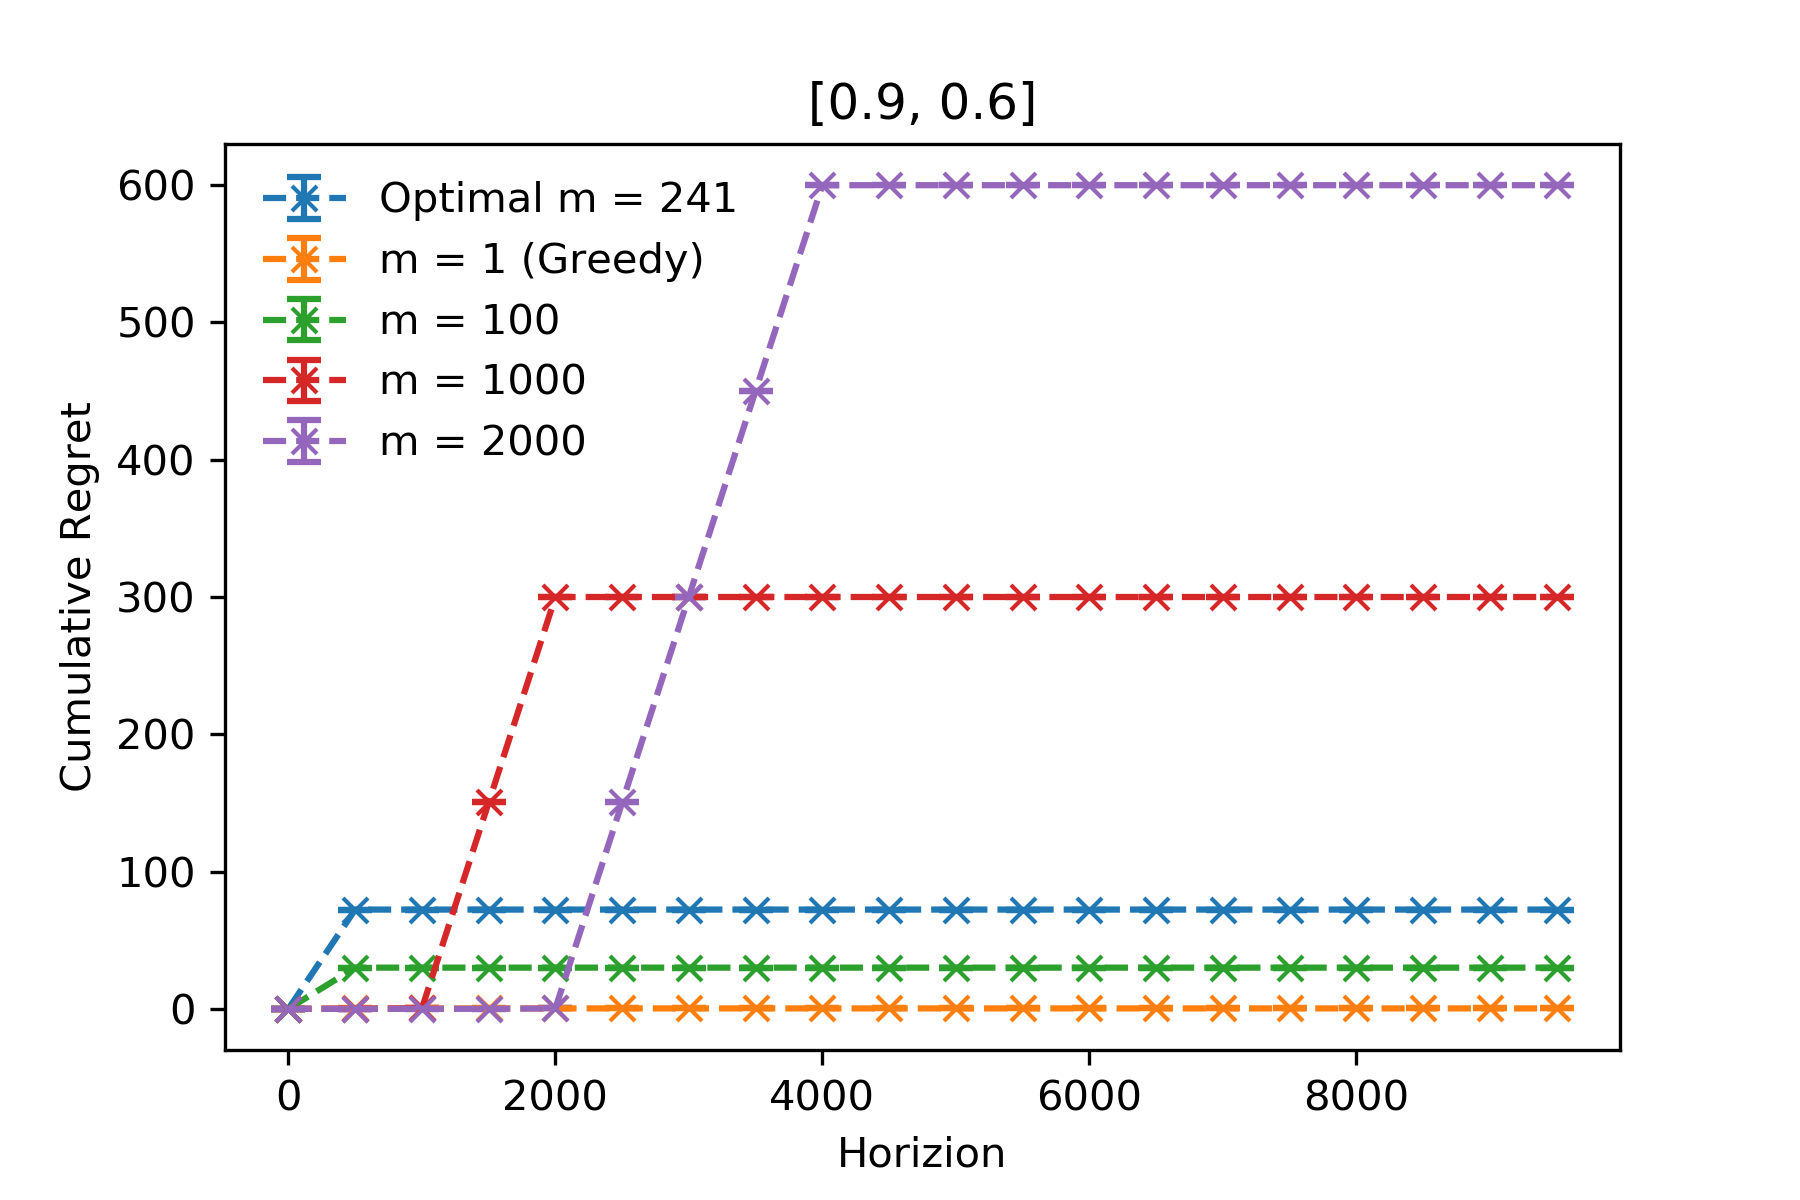 [0.9, 0.6]
600
500
400
300
200
100
0
Cumulative Regret
Optimal m = 241
m = 1 (Greedy)
m = 100
m = 1000
m = 2000
0 2000 4000 6000 8000
Horizion